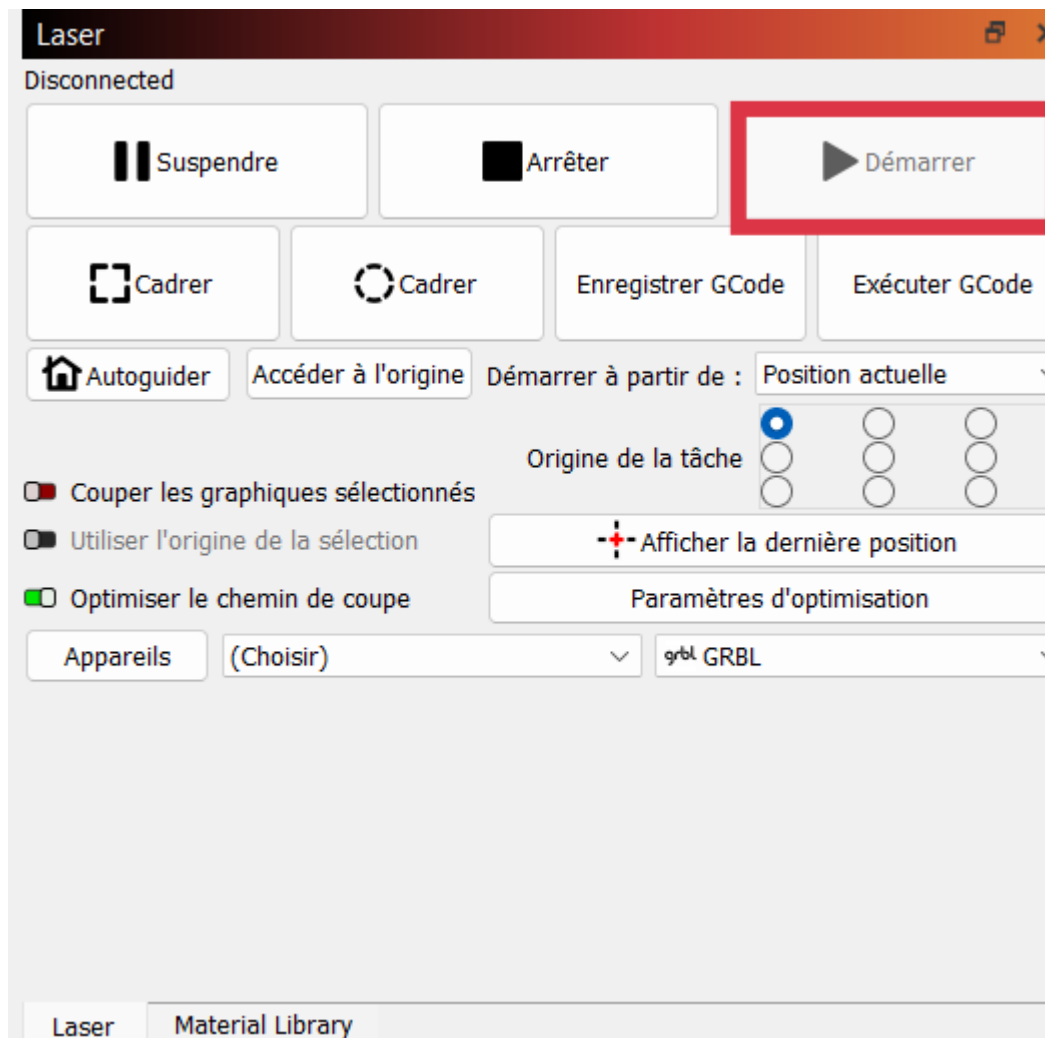 Laser
Disconnected
Suspendre Arrêter Démarrer
Cadrer Cadrer Enregistrer GCode Exécuter GCode
Autoguider Accéder à l'origine Démarrer à partir de : Position actuelle
Origine de la tâche
Couper les graphiques sélectionnés
Utiliser l'origine de la sélection Afficher la dernière position
Optimiser le chemin de coupe Paramètres d'optimisation
Appareils (Choisir) grbl GRBL
Laser Material Library